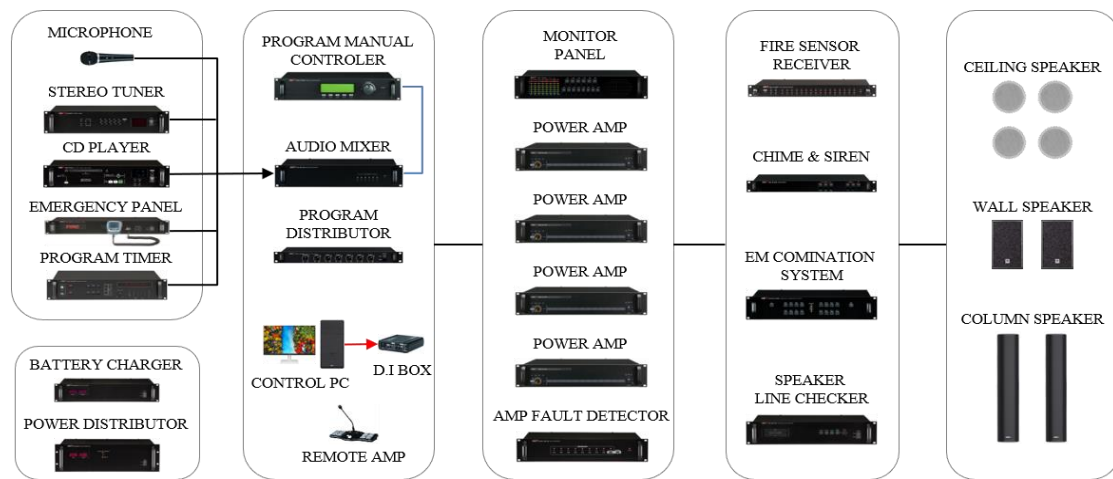 MICROPHONE
STEREO TUNER
CD PLAYER
EMERGENCY PANEL
PROGRAM TIMER
BATTERY CHARGER
POWER DISTRIBUTOR
PROGRAM MANUAL
CONTROLER
AUDIO MIXER
PROGRAM
DISTRIBUTOR
CONTROL PC
D.I BOX
REMOTE AMP
MONITOR
PANEL
POWER AMP
POWER AMP
POWER AMP
POWER AMP
AMP FAULT DETECTOR
FIRE SENSOR
RECEIVER
CHIME & SIREN
EM COMINATION
SYSTEM
SPEAKER
LINE CHECKER
CEILING SPEAKER
WALL SPEAKER
COLUMN SPEAKER